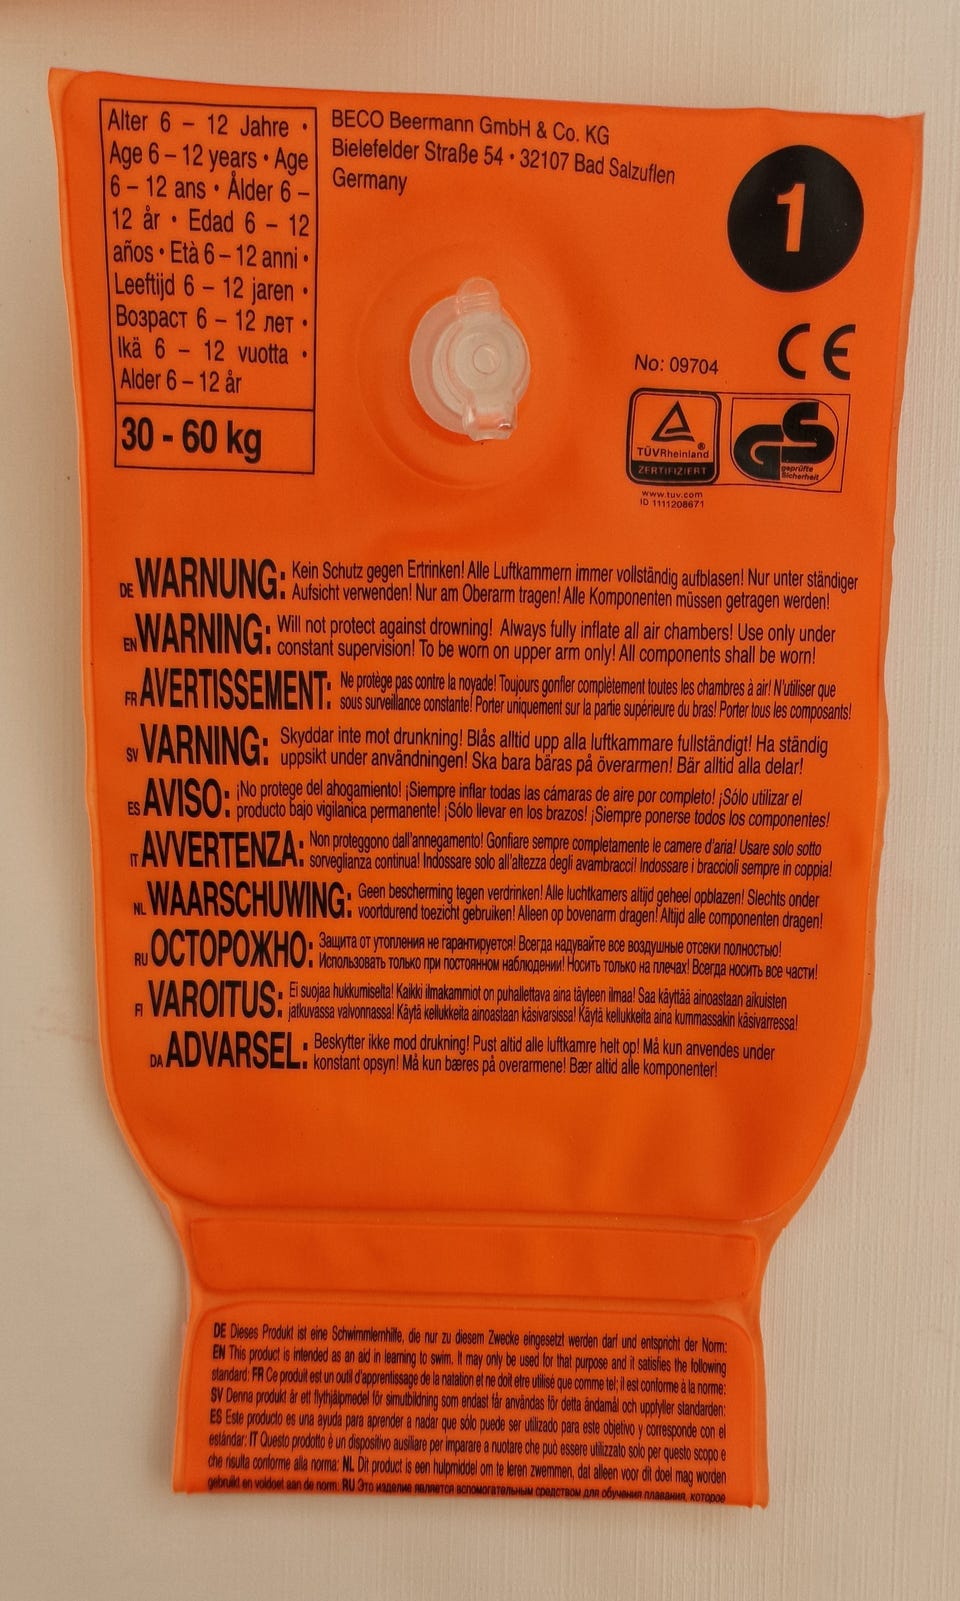 Alter 6 – 12 Jahre •
Age 6 – 12 years • Age
6 – 12 ans • Ålder 6 –
12 år • Edad 6 – 12
años • Età 6 – 12 anni •
Leeftijd 6 – 12 jaren •
Возраст 6 – 12 лет •
Ikä 6 – 12 vuotta •
Alder 6 – 12 år
30 - 60 kg
BECO Beermann GmbH & Co. KG
Bielefelder Straße 54 • 32107 Bad Salzuflen
Germany
1
No: 09704
CE
TÜVRheinland ®
ZERTIFIZIERT
GS
geprüfte
Sicherheit
www.tuv.com
ID 1111208671
DE WARNUNG: Kein Schutz gegen Ertrinken! Alle Luftkammern immer vollständig aufblasen! Nur unter ständiger
Aufsicht verwenden! Nur am Oberarm tragen! Alle Komponenten müssen getragen werden!
EN WARNING: Will not protect against drowning! Always fully inflate all air chambers! Use only under
constant supervision! To be worn on upper arm only! All components shall be worn!
FR AVERTISSEMENT: Ne protège pas contre la noyade! Toujours gonfler complètement toutes les chambres à air! N'utiliser que
sous surveillance constante! Porter uniquement sur la partie supérieure du bras! Porter tous les composants!
SV VARNING: Skyddar inte mot drunkning! Blås alltid upp alla luftkammare fullständigt! Ha ständig
uppsikt under användningen! Ska bara bäras på överarmen! Bär alltid alla delar!
ES AVISO: ¡No protege del ahogamiento! ¡Siempre inflar todas las cámaras de aire por completo! ¡Sólo utilizar el
producto bajo vigilanica permanente! ¡Sólo llevar en los brazos! ¡Siempre ponerse todos los componentes!
IT AVVERTENZA: Non proteggono dall'annegamento! Gonfiare sempre completamente le camere d'aria! Usare solo sotto
sorveglianza continua! Indossare solo all'altezza degli avambracci! Indossare i braccioli sempre in coppia!
NL WAARSCHUWING: Geen bescherming tegen verdrinken! Alle luchtkamers altijd geheel opblazen! Slechts onder
voortdurend toezicht gebruiken! Alleen op bovenarm dragen! Altijd alle componenten dragen!
RU ОСТОРОЖНО: Защита от утопления не гарантируется! Всегда надувайте все воздушные отсеки полностью!
Использовать только при постоянном наблюдении! Носить только на плечах! Всегда носить все части!
FI VAROITUS: Ei suojaa hukkumiselta! Kaikki ilmakammiot on puhallettava aina täyteen ilmaa! Saa käyttää ainoastaan aikuisten
jatkuvassa valvonnassa! Käytä kellukkeita ainoastaan käsivarsissa! Käytä kellukkeita aina kummassakin käsivarressa!
DA ADVARSEL: Beskytter ikke mod drukning! Pust altid alle luftkamre helt op! Må kun anvendes under
konstant opsyn! Må kun bæres på overarmene! Bær altid alle komponenter!
DE Dieses Produkt ist eine Schwimmlernhilfe, die nur zu diesem Zwecke eingesetzt werden darf und entspricht der Norm:
EN This product is intended as an aid in learning to swim. It may only be used for that purpose and it satisfies the following
standard: FR Ce produit est un outil d'apprentissage de la natation et ne doit etre utilisé que comme tel; il est conforme à la norme:
SV Denna produkt är ett flythjälpmedel för simutbildning som endast får användas för detta ändamål och uppfyller standarden:
ES Este producto es una ayuda para aprender a nadar que sólo puede ser utilizado para este objetivo y corresponde con el
estándar: IT Questo prodotto è un dispositivo ausiliare per imparare a nuotare che può essere utilizzato solo per questo scopo e
che risulta conforme alla norma: NL Dit product is een hulpmiddel om te leren zwemmen, dat alleen voor dit doel mag worden
gebruikt en voldoet aan de norm: RU Это изделие является вспомогательным средством для обучения плавания, которое